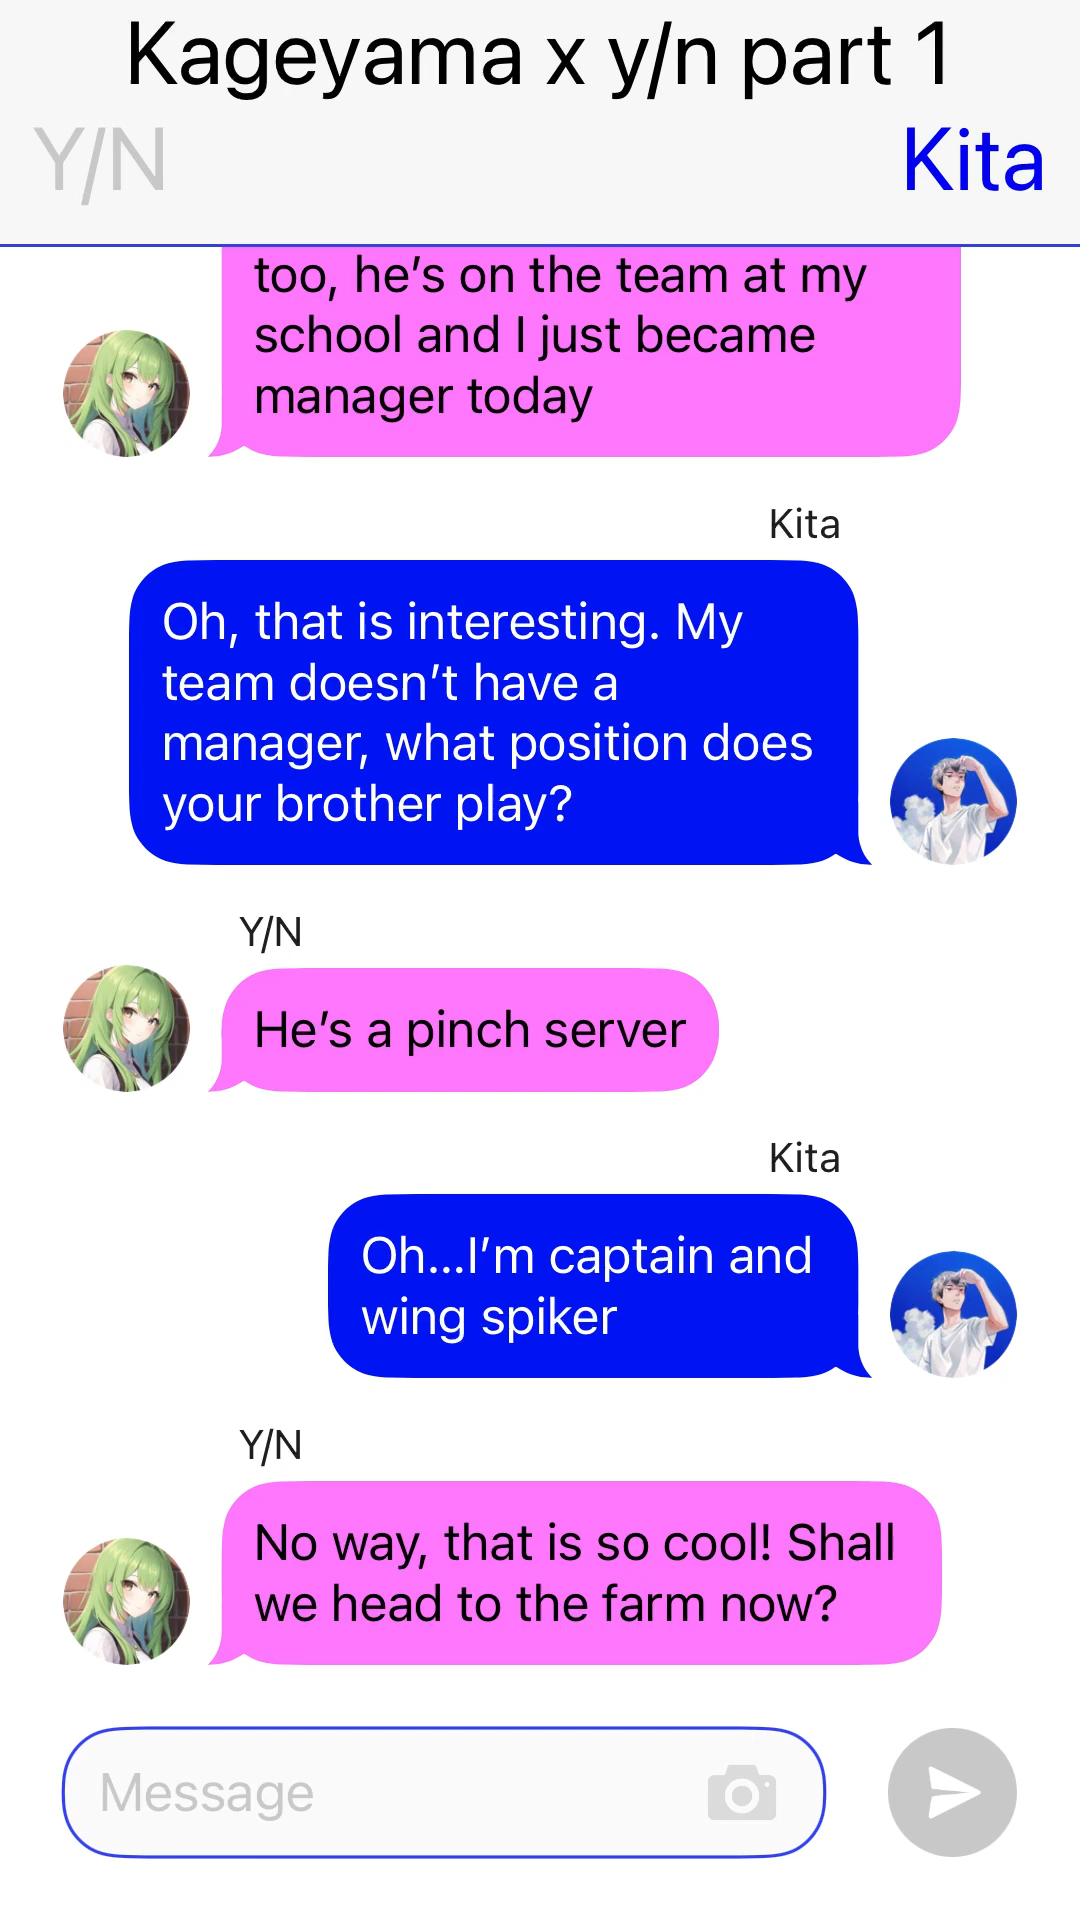 Kageyama x y/n part 1
Y/N
Kita
too, he’s on the team at my
school and I just became
manager today
Kita
Oh, that is interesting. My
team doesn’t have a
manager, what position does
your brother play?
Y/N
He’s a pinch server
Kita
Oh...I’m captain and
wing spiker
Y/N
No way, that is so cool! Shall
we head to the farm now?
Message